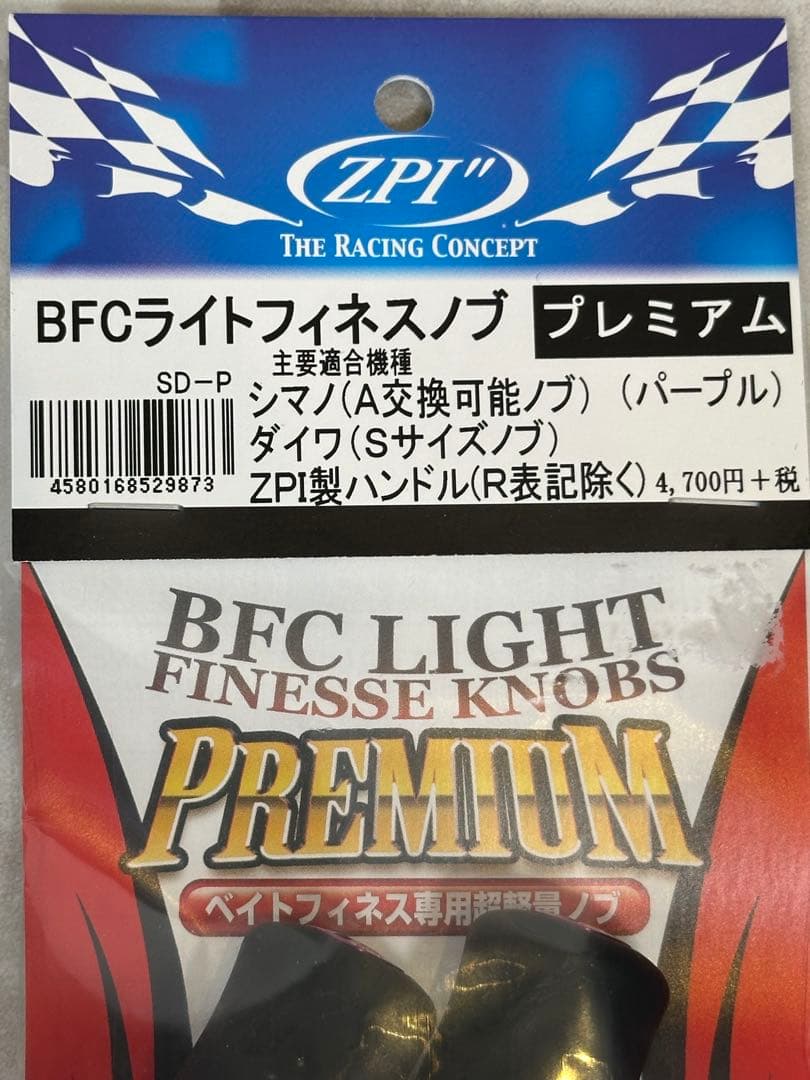 ZPI"
THE RACING CONCEPT
BFCライトフィネスノブ プレミアム
主要適合機種
SD-P
シマノ(A交換可能ノブ) (パープル)
ダイワ(Sサイズノブ)
ZPI製ハンドル(R表記除く) 4,700円+税
4580168529873
BFC LIGHT
FINESSE KNOBS
PREMIUM
ベイトフィネス専用超軽量ノブ